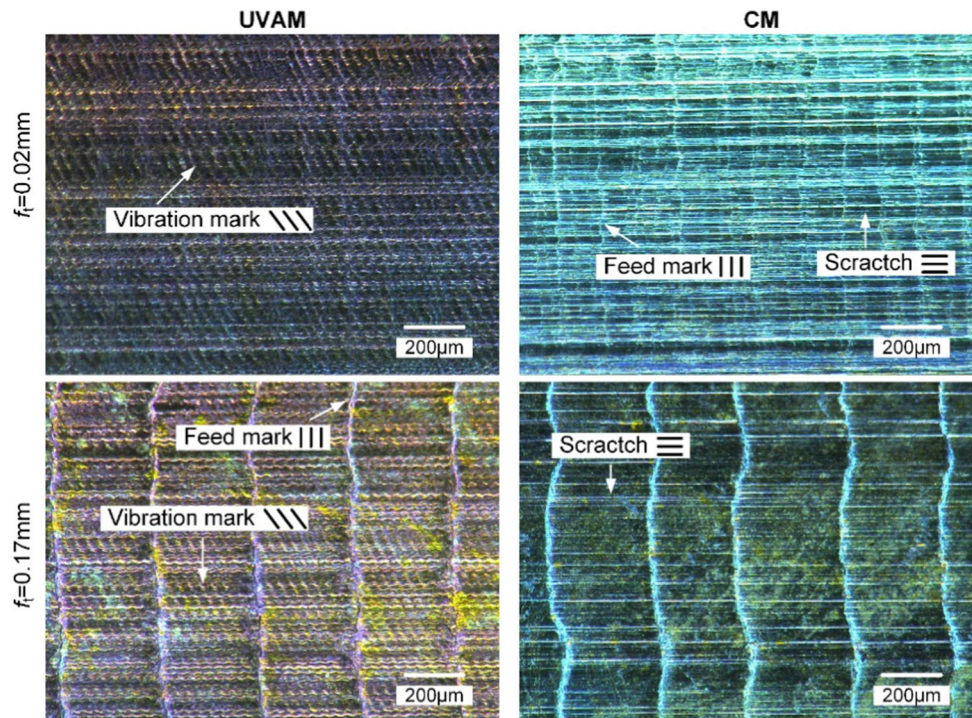 UVAM
CM
fₜ=0.02mm
Vibration mark
Feed mark
Scractch
200µm
200µm
fₜ=0.17mm
Feed mark
Scractch
Vibration mark
200µm
200µm